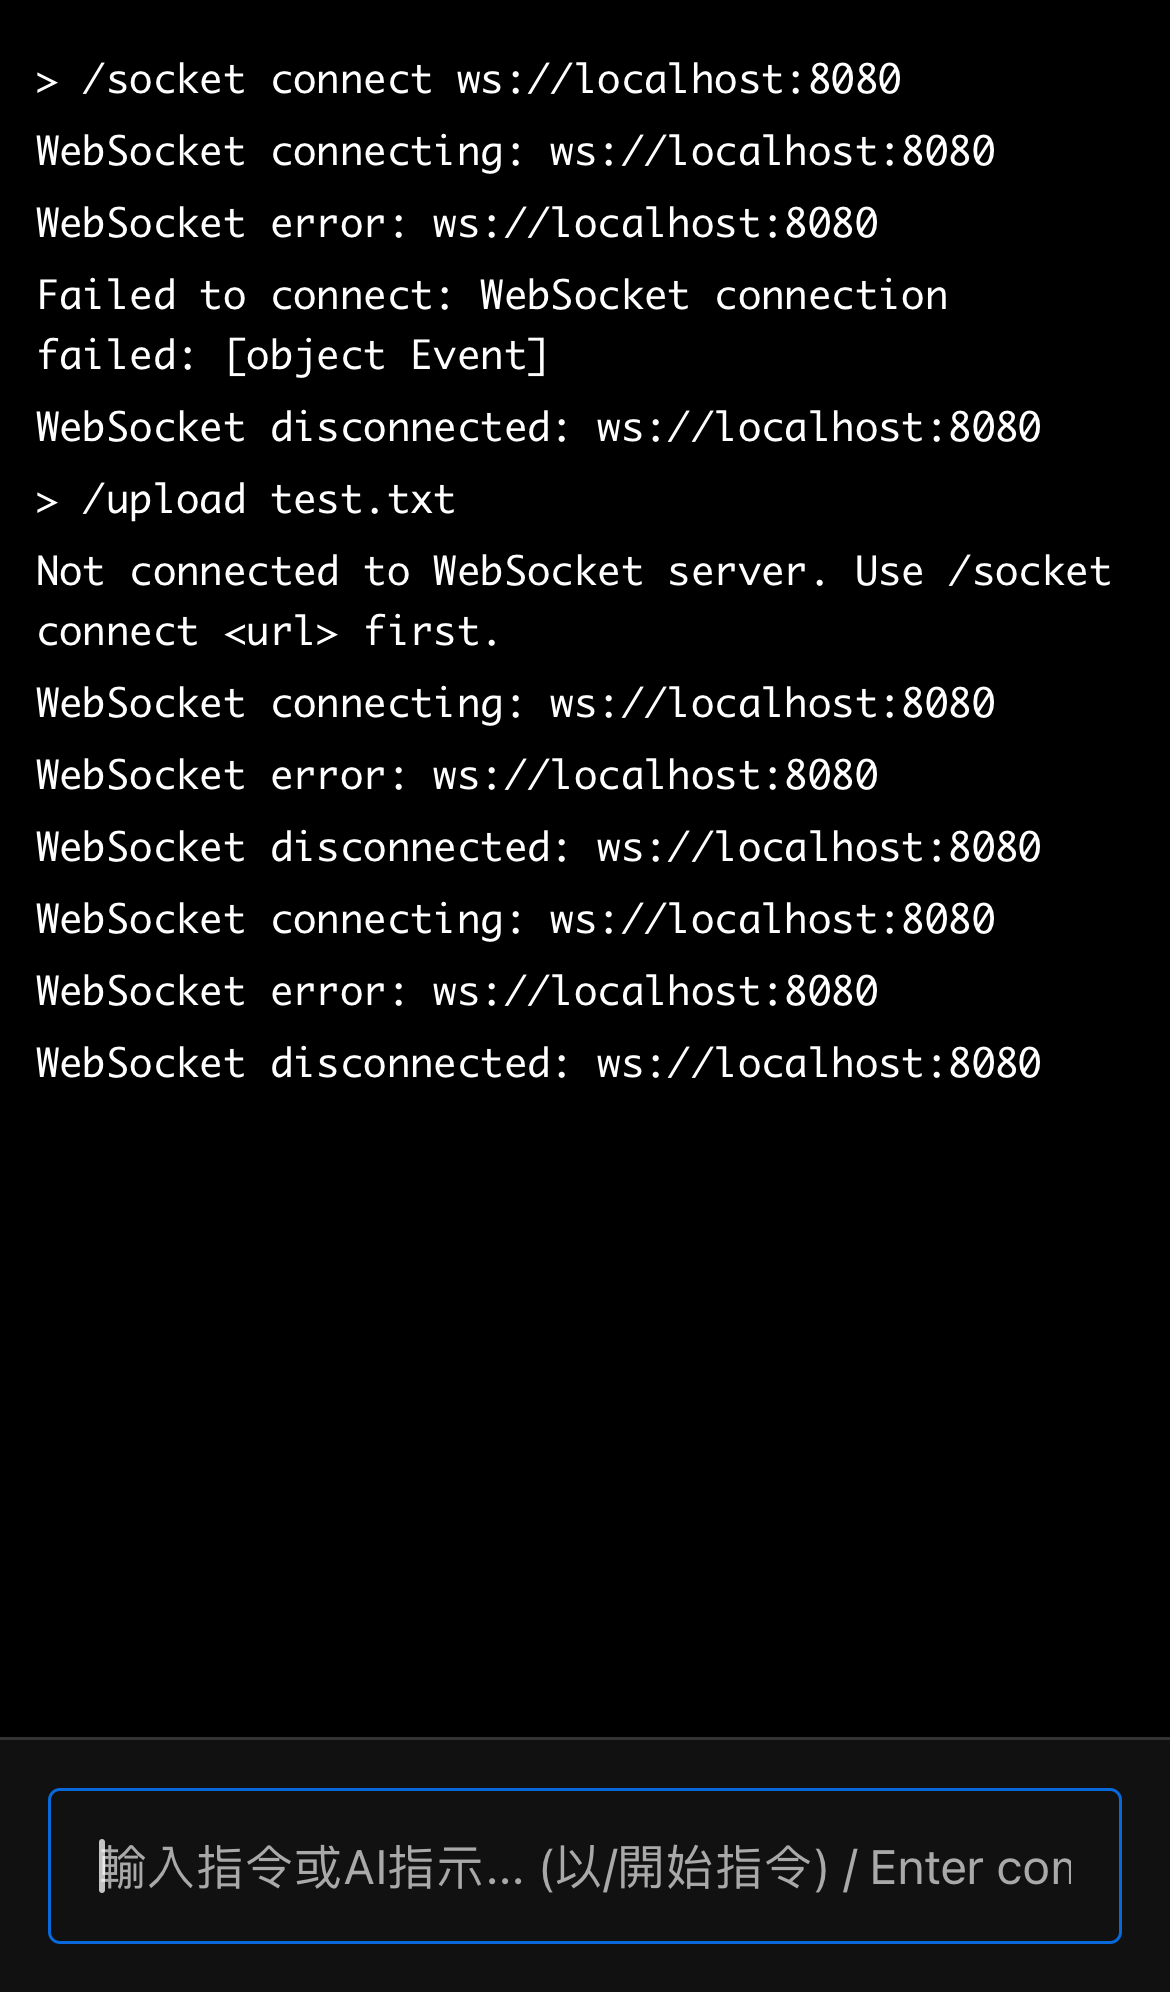 > /socket connect ws://localhost:8080
WebSocket connecting: ws://localhost:8080
WebSocket error: ws://localhost:8080
Failed to connect: WebSocket connection
failed: [object Event]
WebSocket disconnected: ws://localhost:8080
> /upload test.txt
Not connected to WebSocket server. Use /socket
connect <url> first.
WebSocket connecting: ws://localhost:8080
WebSocket error: ws://localhost:8080
WebSocket disconnected: ws://localhost:8080
WebSocket connecting: ws://localhost:8080
WebSocket error: ws://localhost:8080
WebSocket disconnected: ws://localhost:8080
輸入指令或AI指示... (以/開始指令) / Enter con